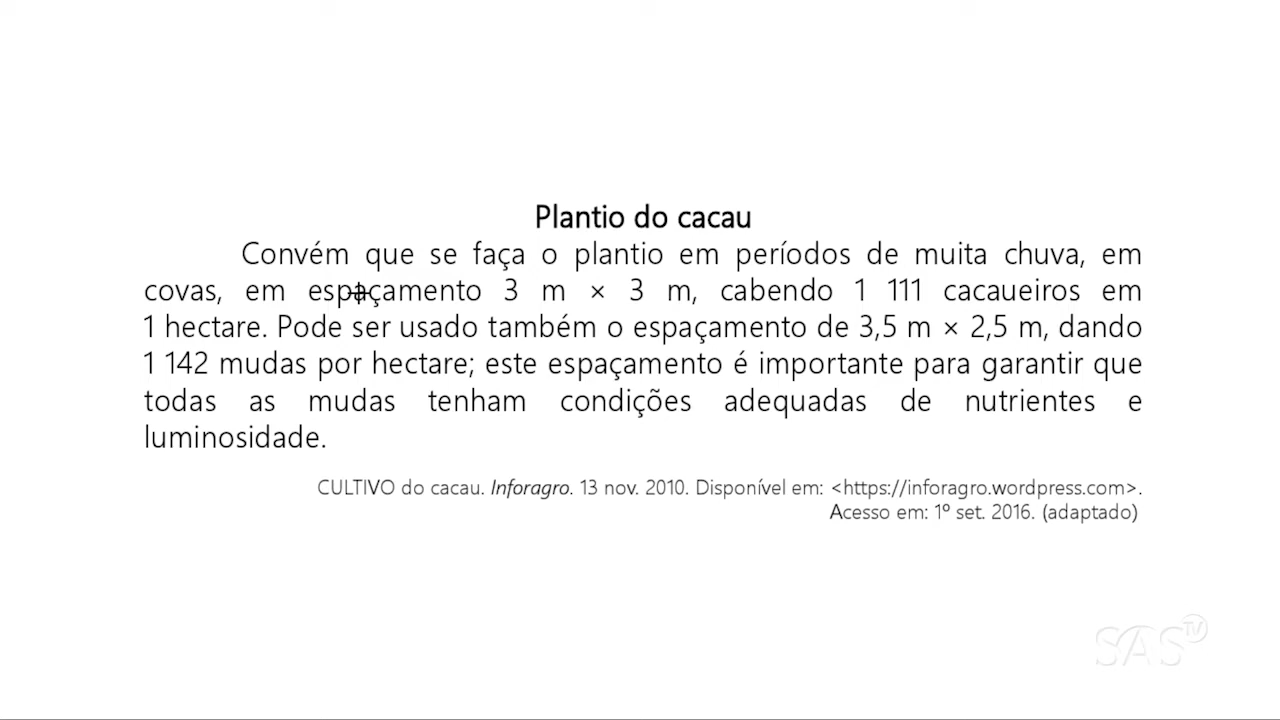 Plantio do cacau
Convém que se faça o plantio em períodos de muita chuva, em
covas, em espaçamento 3 m × 3 m, cabendo 1 111 cacaueiros em
1 hectare. Pode ser usado também o espaçamento de 3,5 m × 2,5 m, dando
1 142 mudas por hectare; este espaçamento é importante para garantir que
todas as mudas tenham condições adequadas de nutrientes e
luminosidade.
CULTIVO do cacau. Inforagro. 13 nov. 2010. Disponível em: <https://inforagro.wordpress.com>.
Acesso em: 1º set. 2016. (adaptado)
SAS TV